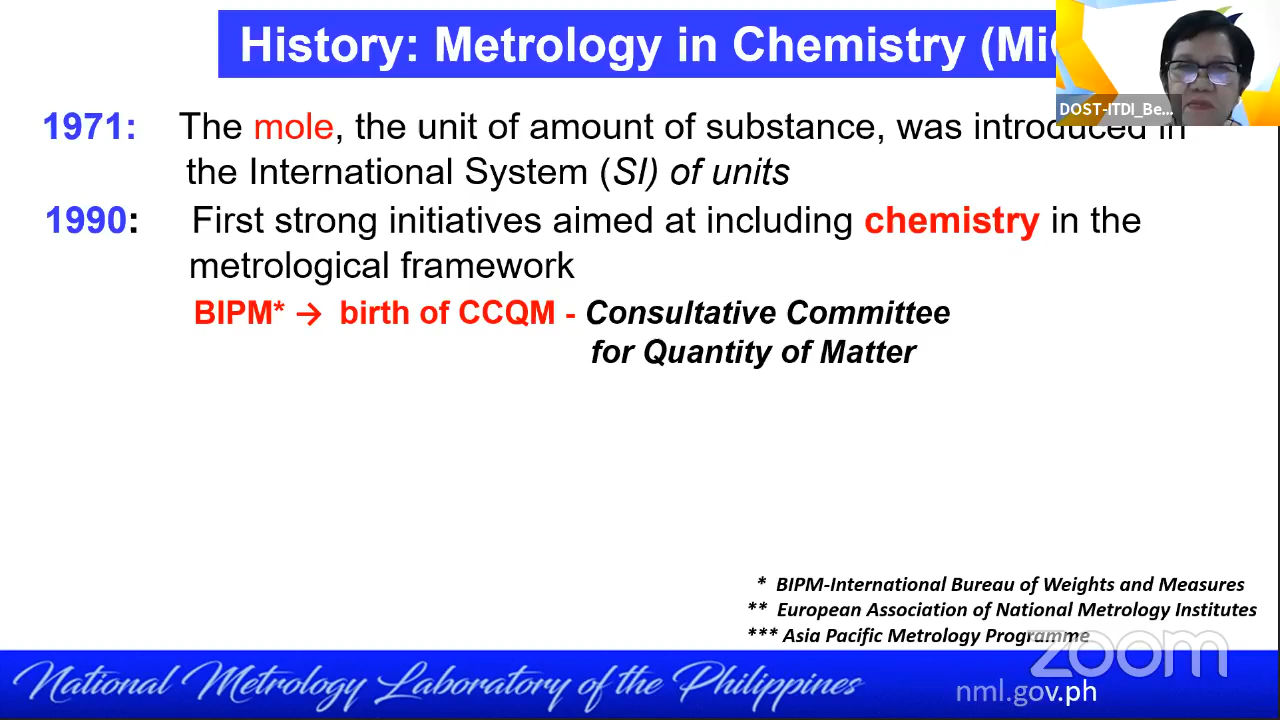 History: Metrology in Chemistry (MiC
DOST-ITDI_Be...
1971: The mole, the unit of amount of substance, was introduced in
the International System (SI) of units
1990: First strong initiatives aimed at including chemistry in the
metrological framework
BIPM* → birth of CCQM - Consultative Committee
for Quantity of Matter
* BIPM-International Bureau of Weights and Measures
** European Association of National Metrology Institutes
*** Asia Pacific Metrology Programme
zoom
National Metrology Laboratory of the Philippines
nml.gov.ph